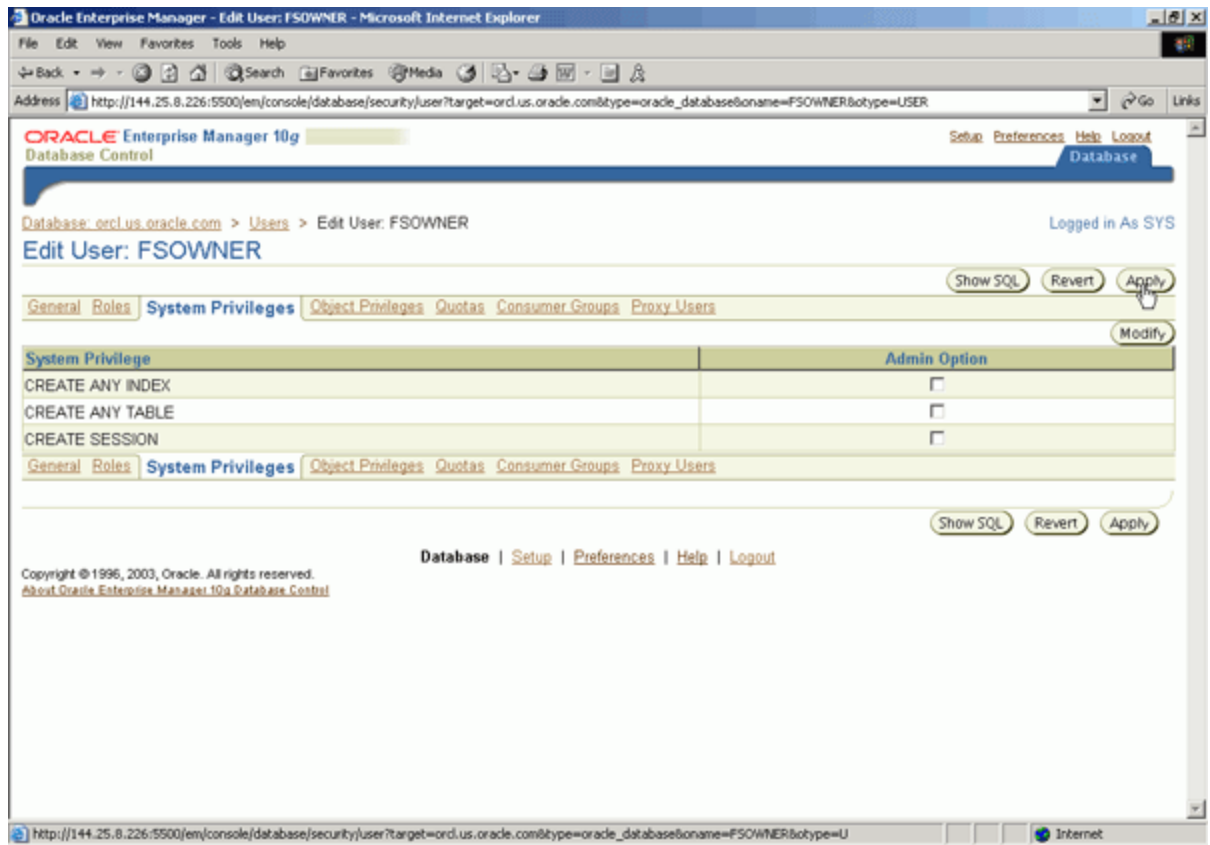 Oracle Enterprise Manager - Edit User: FSOWNER - Microsoft Internet Explorer
File Edit View Favorites Tools Help
Back Search Favorites Media
Address http://144.25.8.226:5500/em/console/database/security/user?target=orcl.us.oracle.com&type=oracle_database&oname=FSOWNER&otype=USER Go Links
ORACLE Enterprise Manager 10g
Setup Preferences Help Logout
Database Control
Database
Database: orcl.us.oracle.com > Users > Edit User: FSOWNER
Logged in As SYS
Edit User: FSOWNER
Show SQL Revert Apply
General Roles System Privileges Object Privileges Quotas Consumer Groups Proxy Users
Modify
System Privilege Admin Option
CREATE ANY INDEX
CREATE ANY TABLE
CREATE SESSION
General Roles System Privileges Object Privileges Quotas Consumer Groups Proxy Users
Show SQL Revert Apply
Database | Setup | Preferences | Help | Logout
Copyright © 1996, 2003, Oracle. All rights reserved.
About Oracle Enterprise Manager 10g Database Control
http://144.25.8.226:5500/em/console/database/security/user?target=orcl.us.oracle.com&type=oracle_database&oname=FSOWNER&otype=U Internet